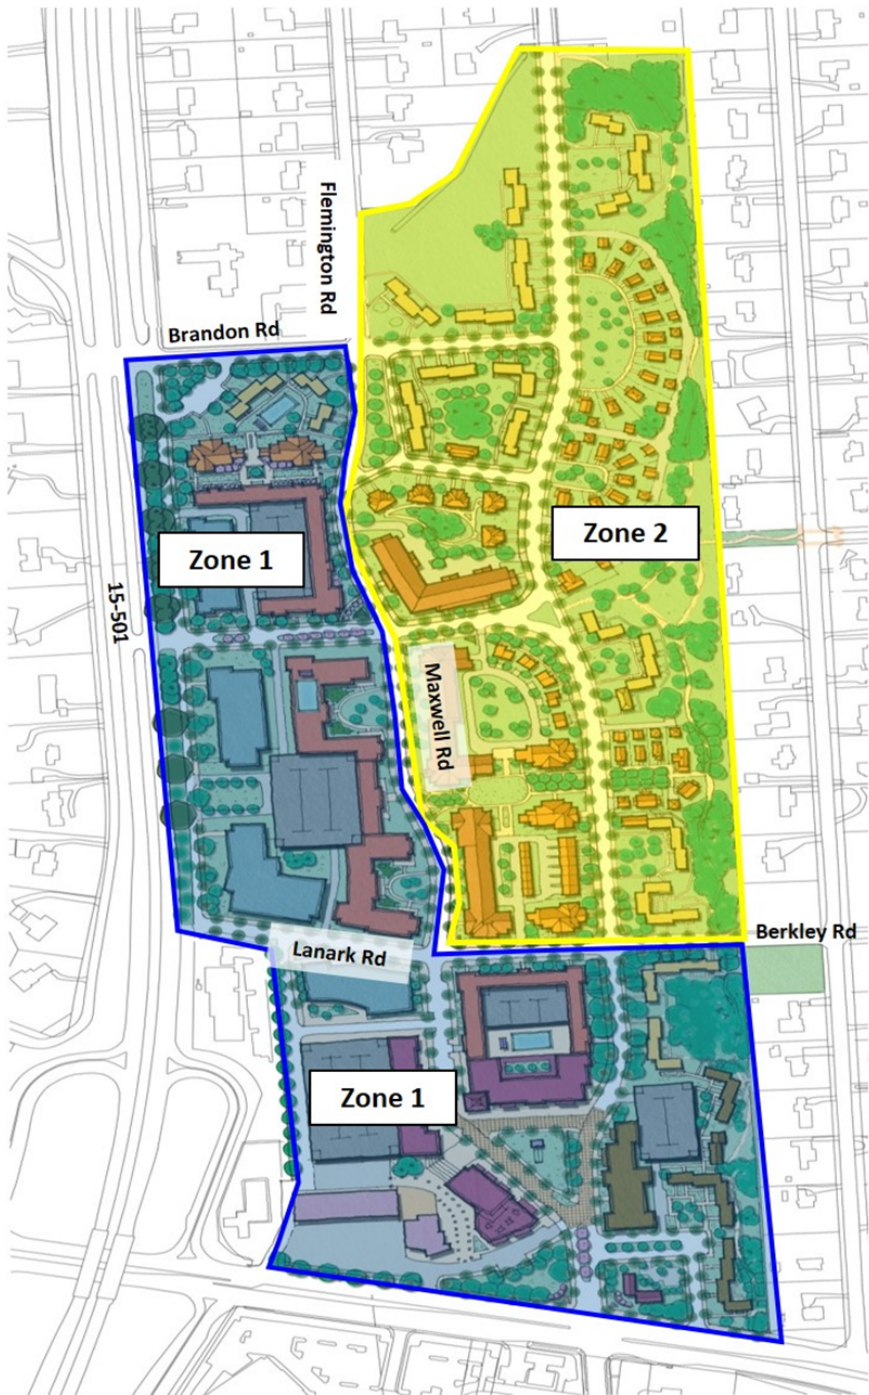 Flemington Rd
Brandon Rd
Zone 2
Zone 1
15-501
Maxwell Rd
Berkley Rd
Lanark Rd
Zone 1